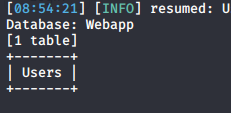 [08:54:21] [INFO] resumed: U
Database: Webapp
[1 table]
+-------+
| Users |
+-------+